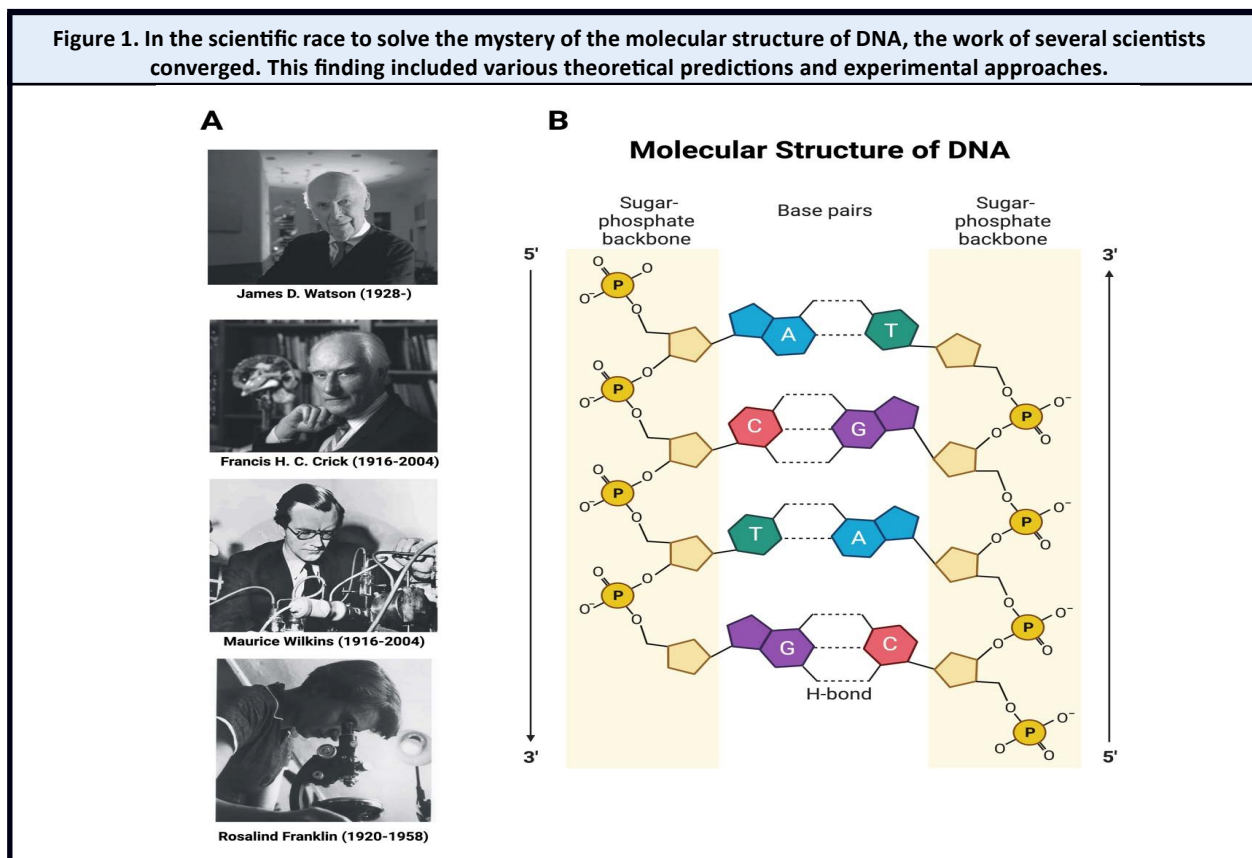 Figure 1. In the scientific race to solve the mystery of the molecular structure of DNA, the work of several scientists
converged. This finding included various theoretical predictions and experimental approaches.
A
James D. Watson (1928-)
Francis H. C. Crick (1916-2004)
Maurice Wilkins (1916-2004)
Rosalind Franklin (1920-1958)
B
Molecular Structure of DNA
Sugar-
phosphate
backbone
Base pairs
Sugar-
phosphate
backbone
5'
3'
O
P
O
O⁻
O
A
T
O
O
P
O⁻
O
O
P
O⁻
O
C
G
O
O
O
P
O⁻
O
O
P
O⁻
O
T
A
O
O
O
P
O⁻
O
O
P
O⁻
O
G
C
O
O
O
P
O⁻
O
H-bond
O
O
P
O⁻
O
3'
5'